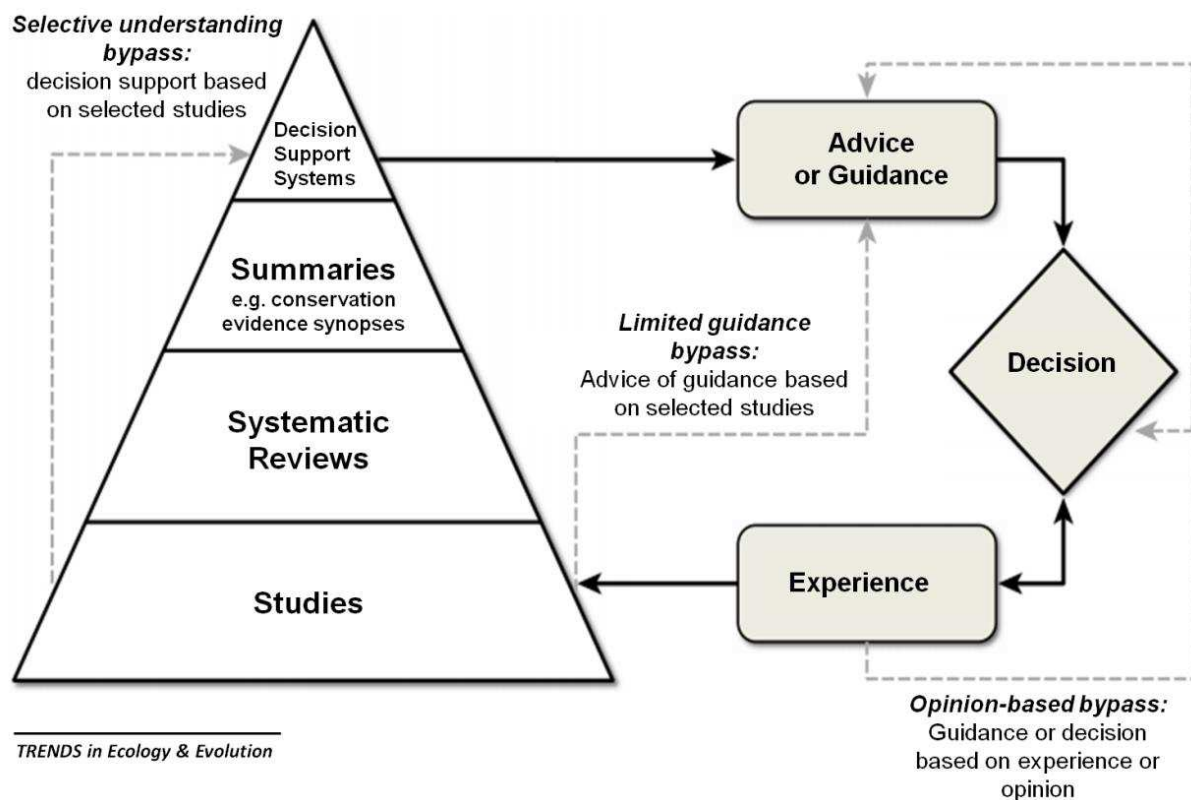 Selective understanding
bypass:
decision support based
on selected studies
Decision
Support
Systems
Summaries
e.g. conservation
evidence synopses
Systematic
Reviews
Studies
Advice
or Guidance
Limited guidance
bypass:
Advice of guidance based
on selected studies
Decision
Experience
Opinion-based bypass:
Guidance or decision
based on experience or
opinion
TRENDS in Ecology & Evolution